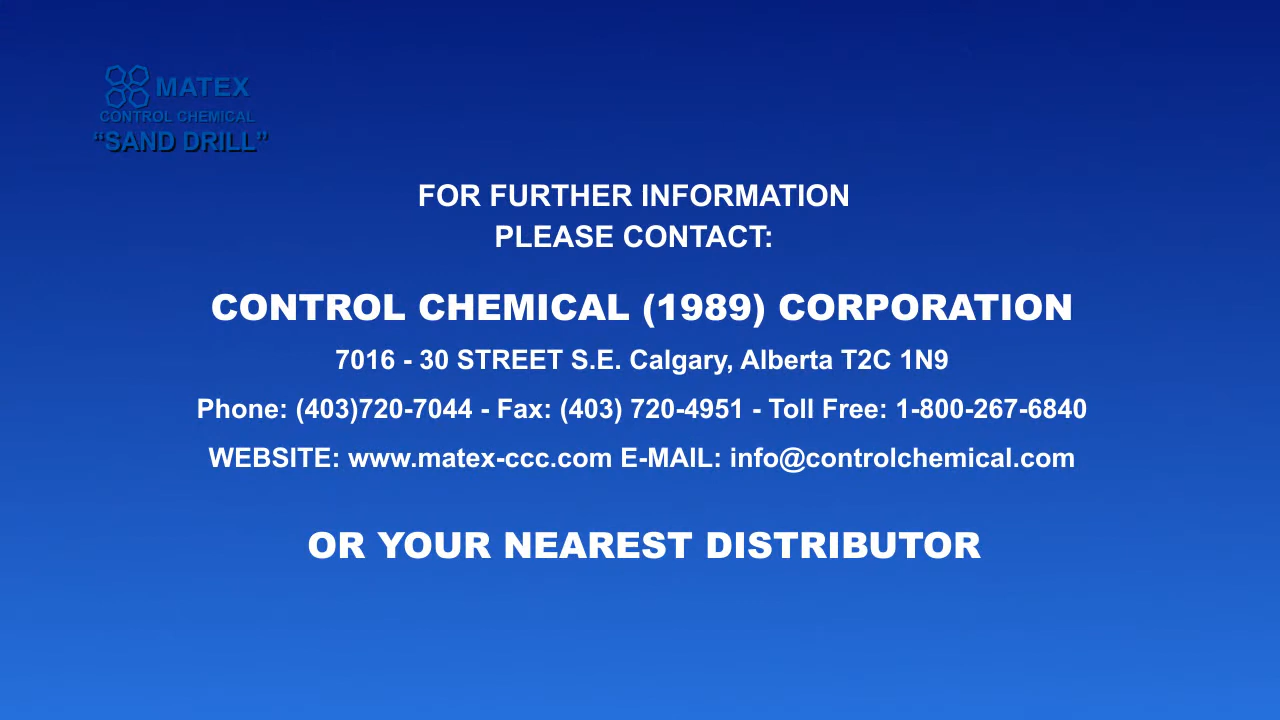 MATEX
CONTROL CHEMICAL
“SAND DRILL”
FOR FURTHER INFORMATION
PLEASE CONTACT:
CONTROL CHEMICAL (1989) CORPORATION
7016 - 30 STREET S.E. Calgary, Alberta T2C 1N9
Phone: (403)720-7044 - Fax: (403) 720-4951 - Toll Free: 1-800-267-6840
WEBSITE: www.matex-ccc.com E-MAIL: info@controlchemical.com
OR YOUR NEAREST DISTRIBUTOR